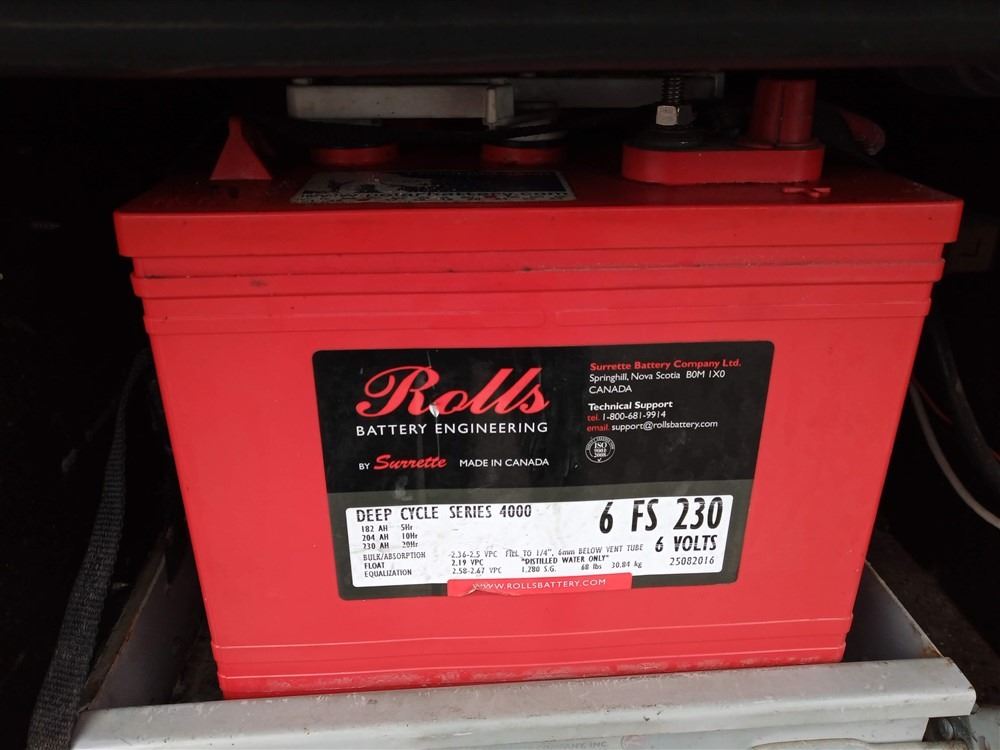 +
Rolls
BATTERY ENGINEERING
BY Surrette MADE IN CANADA
Surrette Battery Company Ltd.
Springhill, Nova Scotia B0M 1X0
CANADA
Technical Support
tel. 1-800-681-9914
email. support@rollsbattery.com
ISO
9001
2008
DEEP CYCLE SERIES 4000
182 AH 5Hr
204 AH 10Hr
230 AH 20Hr
6 FS 230
6 VOLTS
25082016
BULK/ABSORPTION 2.36-2.5 VPC
FLOAT 2.19 VPC
EQUALIZATION 2.58-2.67 VPC
FILL TO 1/4", 6mm BELOW VENT TUBE
"DISTILLED WATER ONLY"
1.280 S.G. 68 lbs 30.84 kg
WWW.ROLLSBATTERY.COM
INC